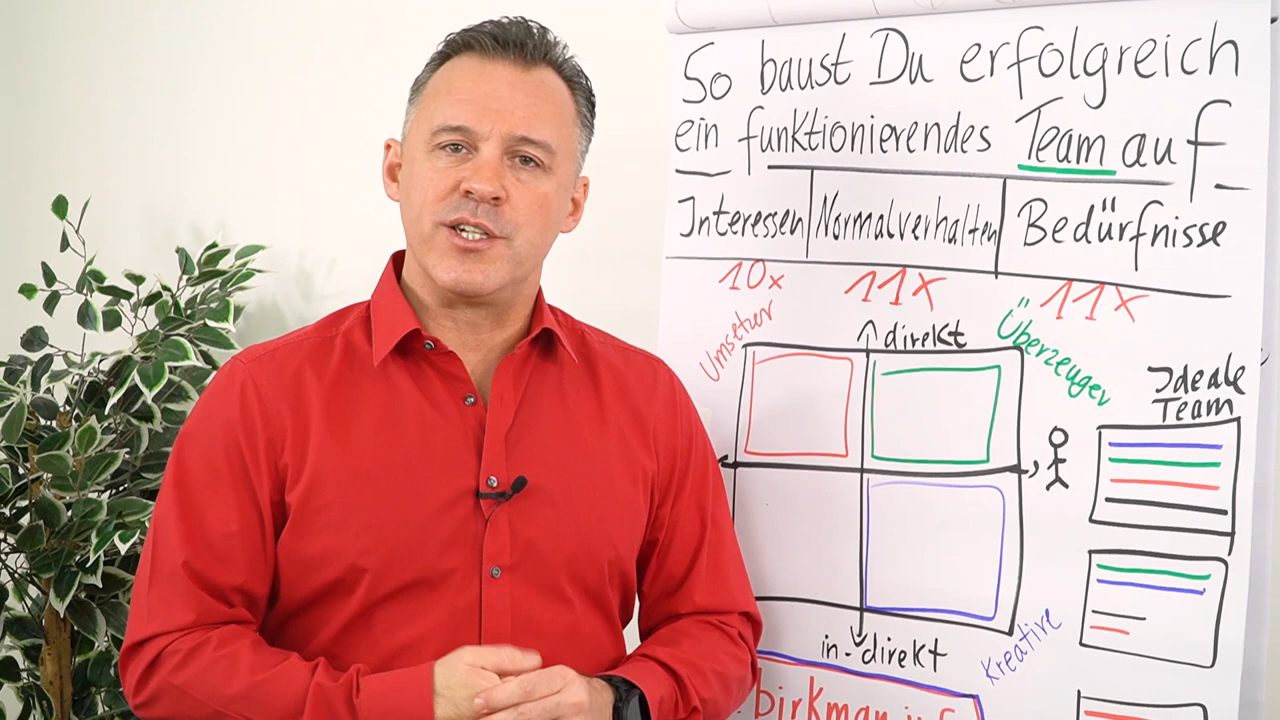 So baust Du erfolgreich
ein funktionierendes Team auf
Interessen Normalverhalten Bedürfnisse
10x 11x 11x
Umsetzer
direkt
Überzeuger
Ideale
Team
in-direkt
Kreative
birkman